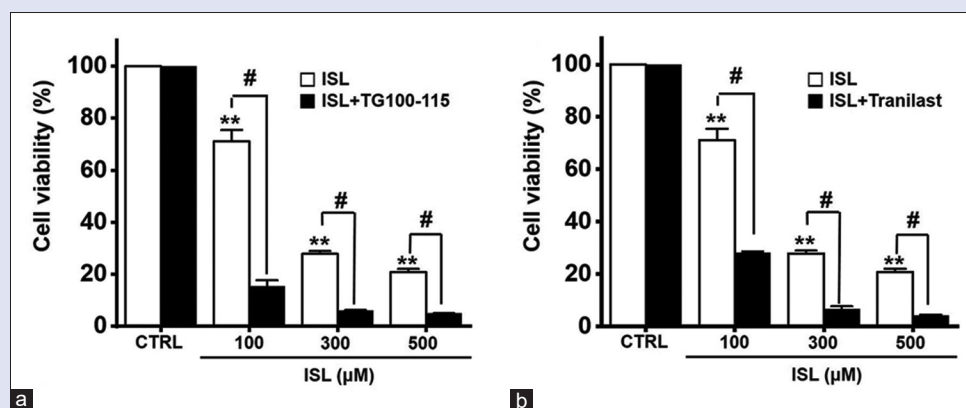 100
80
60
40
20
0
Cell viability (%)
ISL
ISL+TG100-115
**
#
**
#
**
#
CTRL 100 300 500
ISL (µM)
a
100
80
60
40
20
0
Cell viability (%)
ISL
ISL+Tranilast
**
#
**
#
**
#
CTRL 100 300 500
ISL (µM)
b